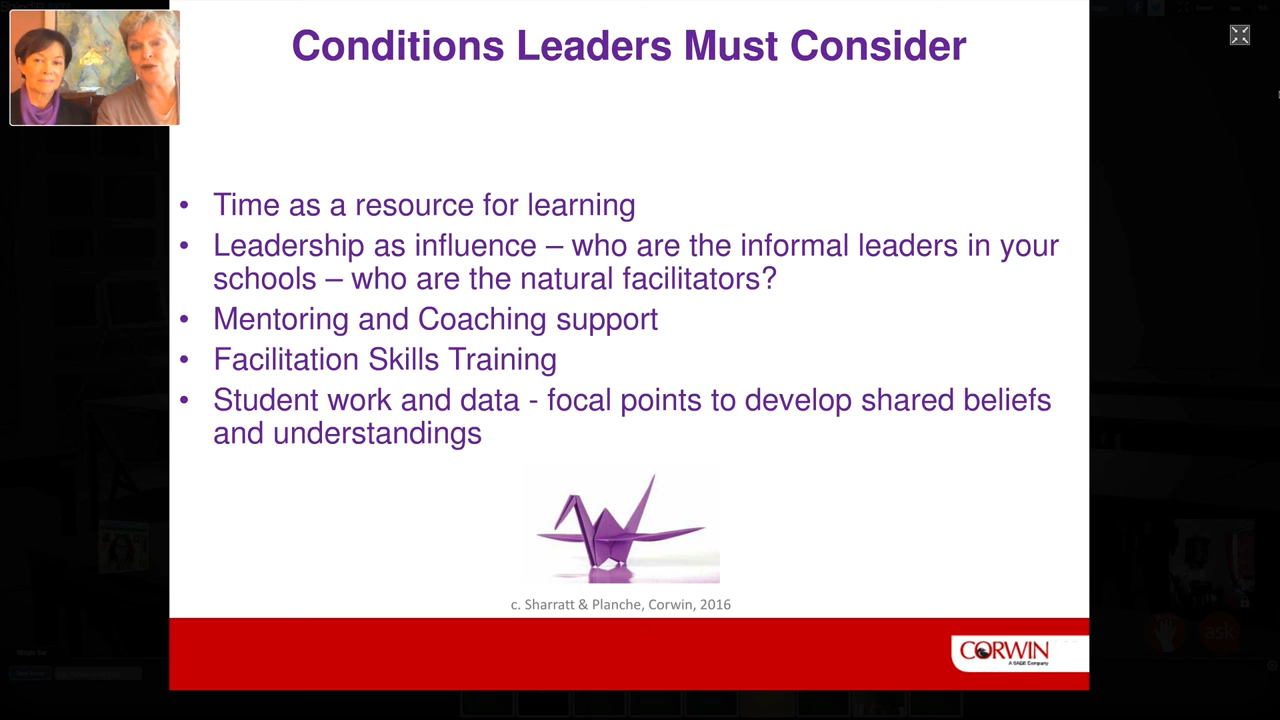 Conditions Leaders Must Consider
• Time as a resource for learning
• Leadership as influence – who are the informal leaders in your
schools – who are the natural facilitators?
• Mentoring and Coaching support
• Facilitation Skills Training
• Student work and data - focal points to develop shared beliefs
and understandings
c. Sharratt & Planche, Corwin, 2016
CORWIN
A SAGE Company
ask